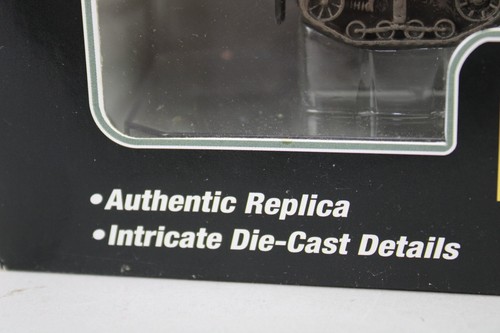 •Authentic Replica
•Intricate Die-Cast Details